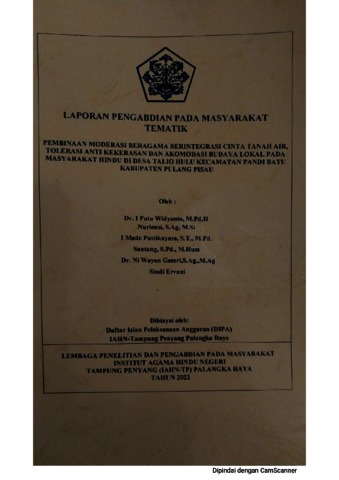 LAPORAN PENGABDIAN PADA MASYARAKAT
TEMATIK
PEMBINAAN MODERASI BERAGAMA BERINTEGRASI CINTA TANAH AIR,
TOLERASI ANTI KEKERASAN DAN AKOMODASI BUDAYA LOKAL PADA
MASYARAKAT HINDU DI DESA TALIO HULU KECAMATAN PANDI BATU
KABUPATEN PULANG PISAU
Oleh :
Dr. I Putu Widyanto, M.Pd.H
Nuriensi, S.Ag, M.Si
I Made Pustikayasa, S.T., M.Pd.
Santang, S.Pd., M.Hum
Dr. Ni Wayan Gateri,S.Ag.,M.Ag
Sindi Ervani
Dibiayai oleh:
Daftar Isian Pelaksanaan Anggaran (DIPA)
IAHN-Tampung Penyang Palangka Raya
LEMBAGA PENELITIAN DAN PENGABDIAN PADA MASYARAKAT
INSTITUT AGAMA HINDU NEGERI
TAMPUNG PENYANG (IAHN-TP) PALANGKA RAYA
TAHUN 2022
Dipindai dengan CamScanner